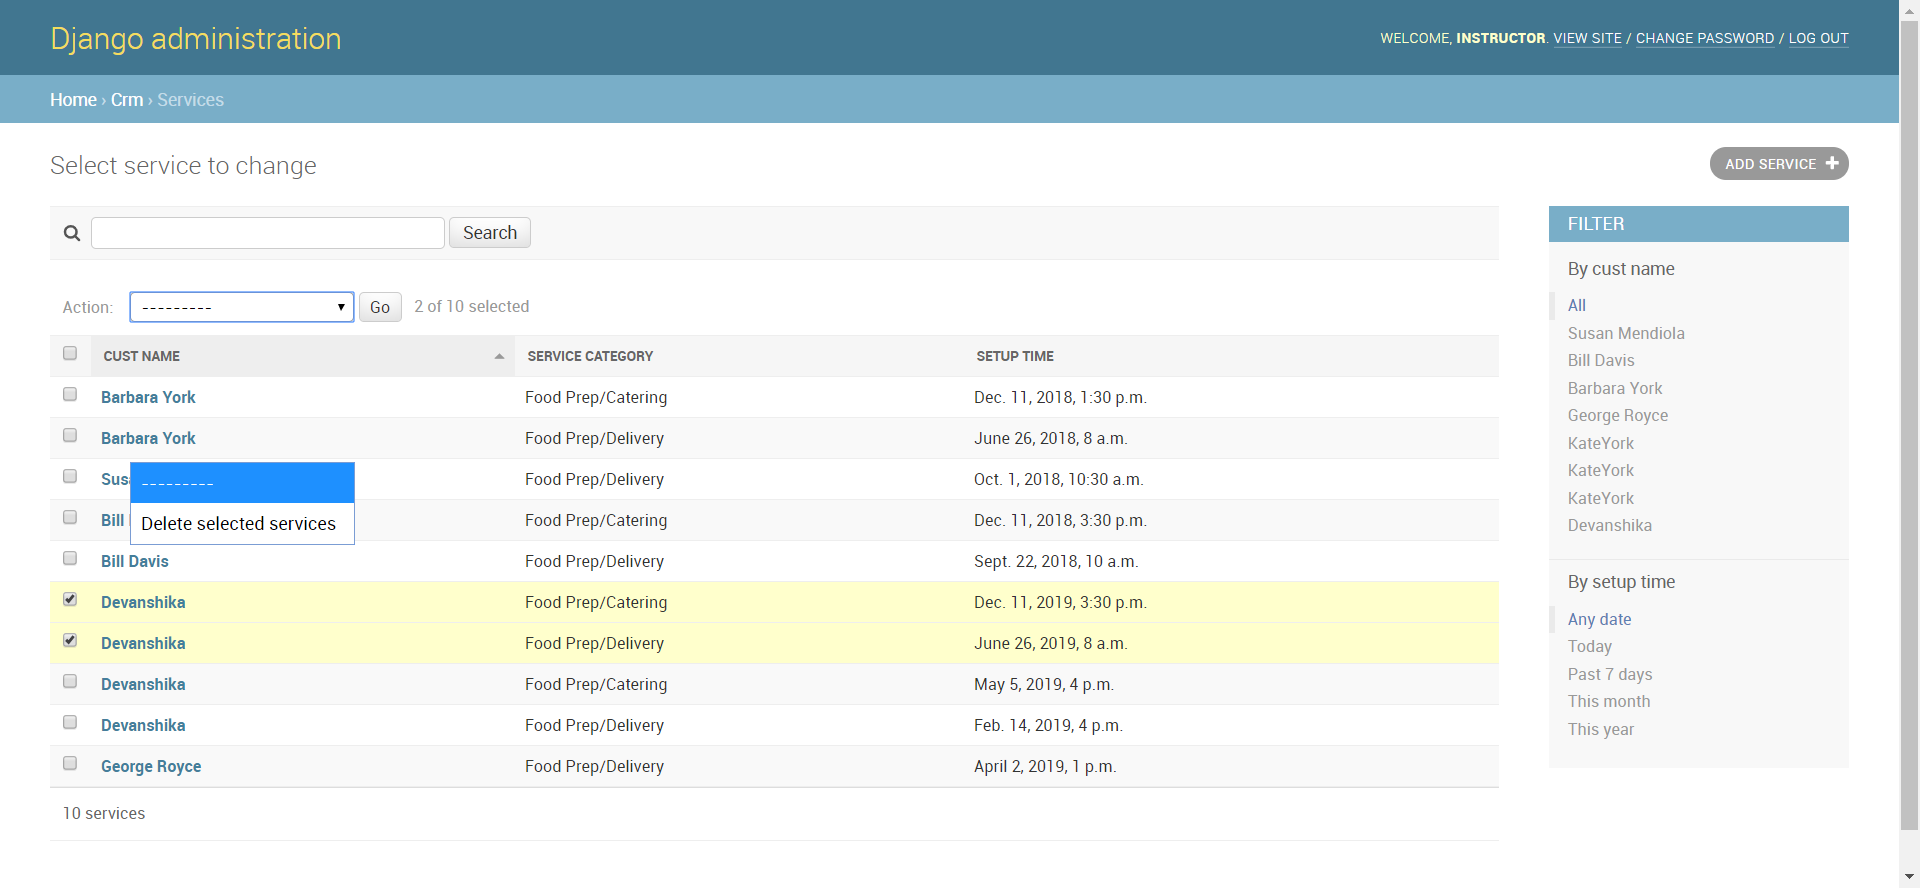 Django administration
WELCOME, INSTRUCTOR. VIEW SITE / CHANGE PASSWORD / LOG OUT
Home › Crm › Services
Select service to change
ADD SERVICE
Search
Action: --------- Go 2 of 10 selected
CUST NAME SERVICE CATEGORY SETUP TIME
Barbara York Food Prep/Catering Dec. 11, 2018, 1:30 p.m.
Barbara York Food Prep/Delivery June 26, 2018, 8 a.m.
Food Prep/Delivery Oct. 1, 2018, 10:30 a.m.
---------
Bill Food Prep/Catering Dec. 11, 2018, 3:30 p.m.
Delete selected services
Bill Davis Food Prep/Delivery Sept. 22, 2018, 10 a.m.
Devanshika Food Prep/Catering Dec. 11, 2019, 3:30 p.m.
Devanshika Food Prep/Delivery June 26, 2019, 8 a.m.
Devanshika Food Prep/Catering May 5, 2019, 4 p.m.
Devanshika Food Prep/Delivery Feb. 14, 2019, 4 p.m.
George Royce Food Prep/Delivery April 2, 2019, 1 p.m.
10 services
FILTER
By cust name
All
Susan Mendiola
Bill Davis
Barbara York
George Royce
KateYork
KateYork
KateYork
Devanshika
By setup time
Any date
Today
Past 7 days
This month
This year